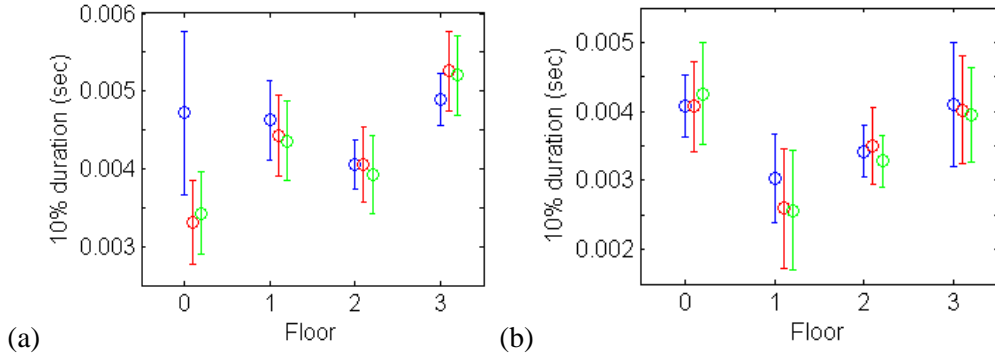 0.006
0.005
0.004
0.003
10% duration (sec)
0 1 2 3
Floor
(a)
0.005
0.004
0.003
0.002
10% duration (sec)
0 1 2 3
Floor
(b)